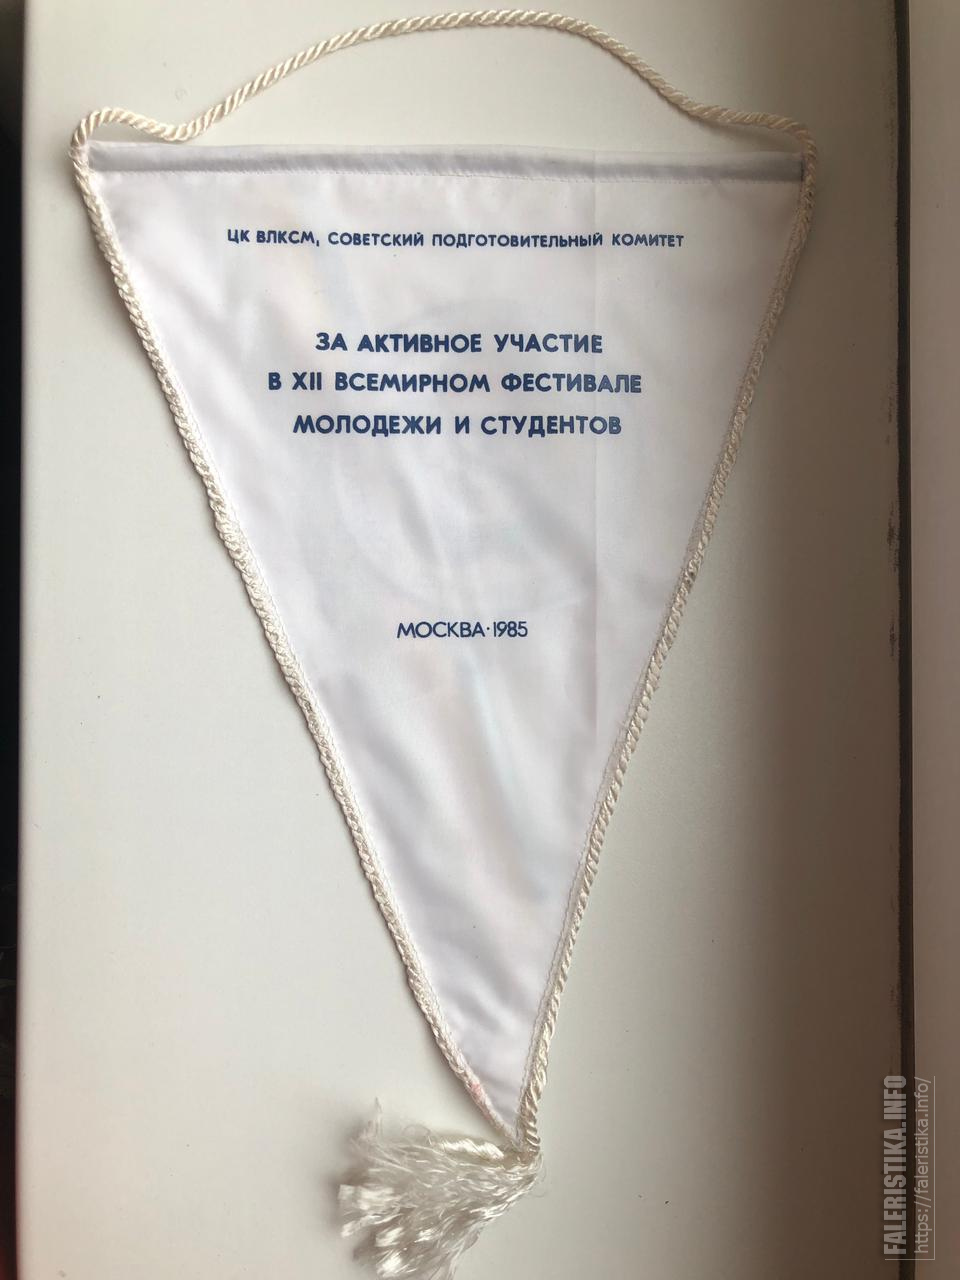 ЦК ВЛКСМ, СОВЕТСКИЙ ПОДГОТОВИТЕЛЬНЫЙ КОМИТЕТ
ЗА АКТИВНОЕ УЧАСТИЕ
В XII ВСЕМИРНОМ ФЕСТИВАЛЕ
МОЛОДЕЖИ И СТУДЕНТОВ
МОСКВА·1985
FALERISTIKA.INFO
https://faleristika.info/